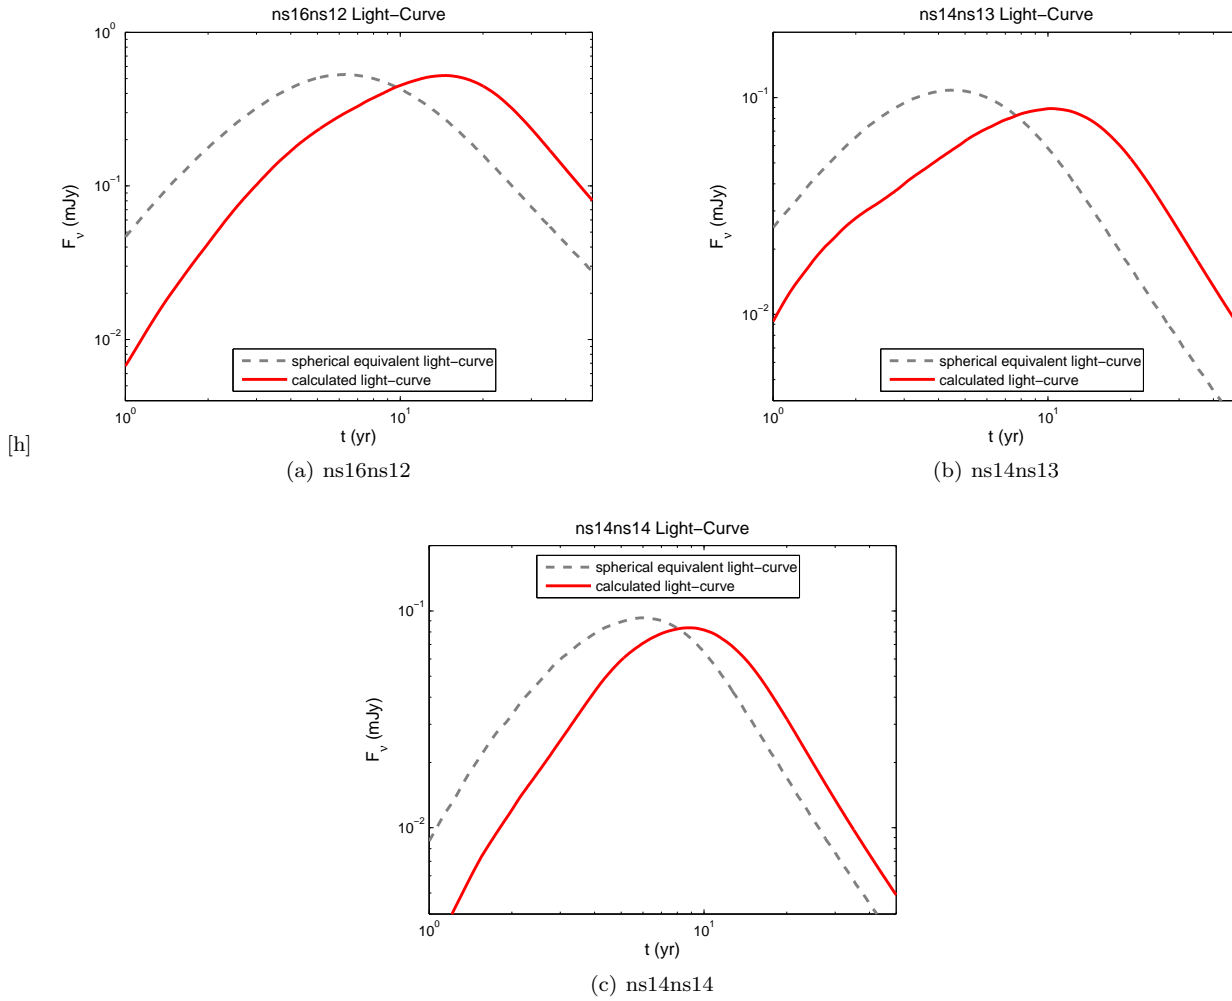 ns16ns12 Light−Curve
10^0
10^−1
10^−2
F_ν (mJy)
spherical equivalent light−curve
calculated light−curve
10^0
10^1
t (yr)
[h]
(a) ns16ns12
ns14ns13 Light−Curve
10^−1
10^−2
F_ν (mJy)
spherical equivalent light−curve
calculated light−curve
10^0
10^1
t (yr)
(b) ns14ns13
ns14ns14 Light−Curve
spherical equivalent light−curve
calculated light−curve
10^−1
10^−2
F_ν (mJy)
10^0
10^1
t (yr)
(c) ns14ns14